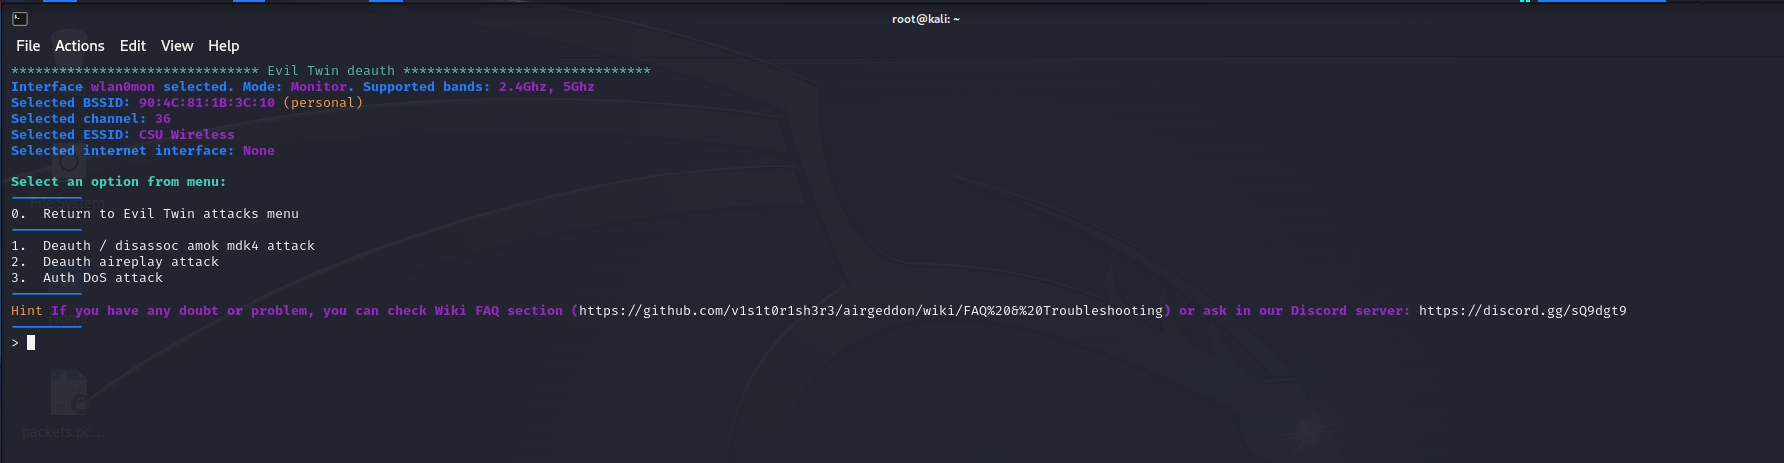 root@kali: ~
File Actions Edit View Help
******************************* Evil Twin deauth *******************************
Interface wlan0mon selected. Mode: Monitor. Supported bands: 2.4Ghz, 5Ghz
Selected BSSID: 90:4C:81:1B:3C:10 (personal)
Selected channel: 36
Selected ESSID: CSU Wireless
Selected internet interface: None
Select an option from menu:
0. Return to Evil Twin attacks menu
1. Deauth / disassoc amok mdk4 attack
2. Deauth aireplay attack
3. Auth DoS attack
Hint If you have any doubt or problem, you can check Wiki FAQ section (https://github.com/v1s1t0r1sh3r3/airgeddon/wiki/FAQ%20&%20Troubleshooting) or ask in our Discord server: https://discord.gg/sQ9dgt9
>
packets.pc...